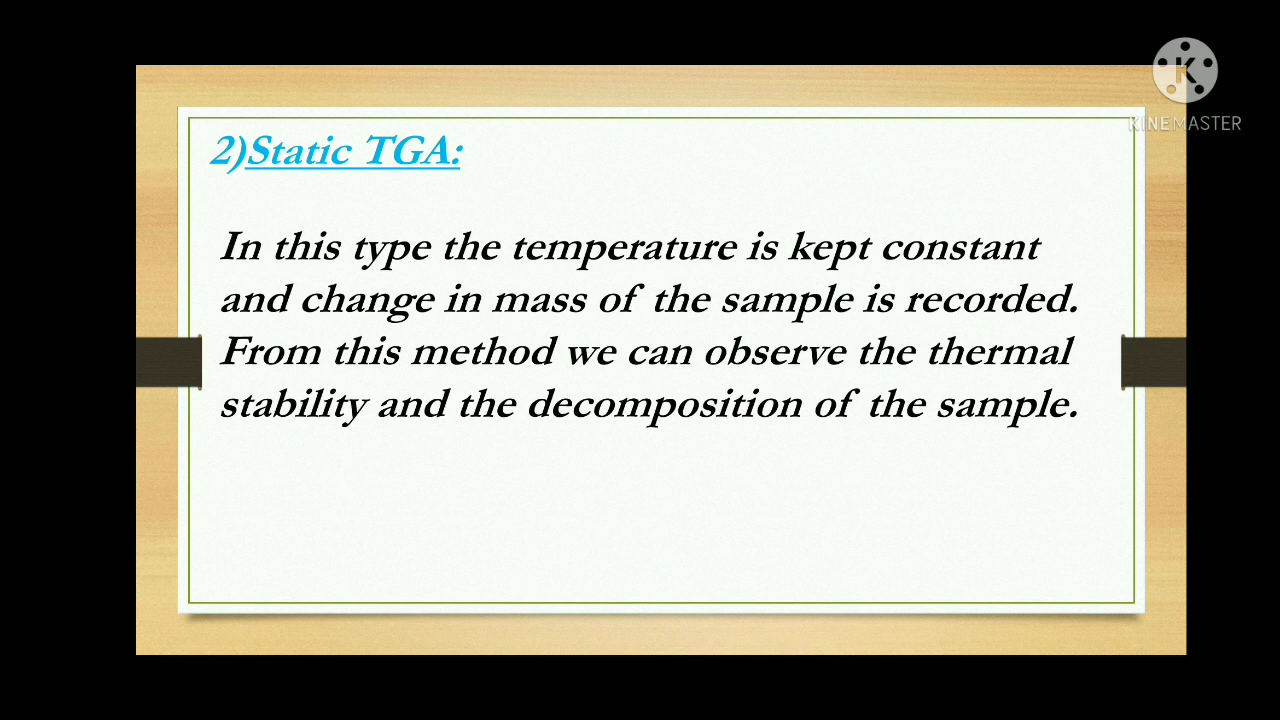 KINEMASTER
2)Static TGA:
In this type the temperature is kept constant
and change in mass of the sample is recorded.
From this method we can observe the thermal
stability and the decomposition of the sample.